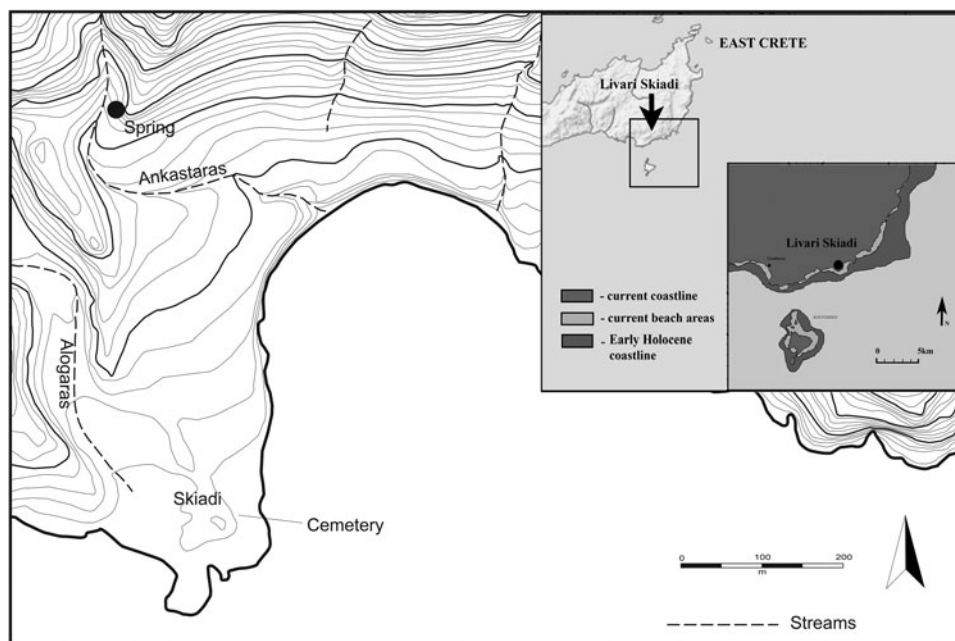 EAST CRETE
Livari Skiadi
Spring
Ankastaras
Livari Skiadi
- current coastline
- current beach areas
- Early Holocene
coastline
N
0 5km
Alogaras
Skiadi
Cemetery
0 100 200
m
Streams